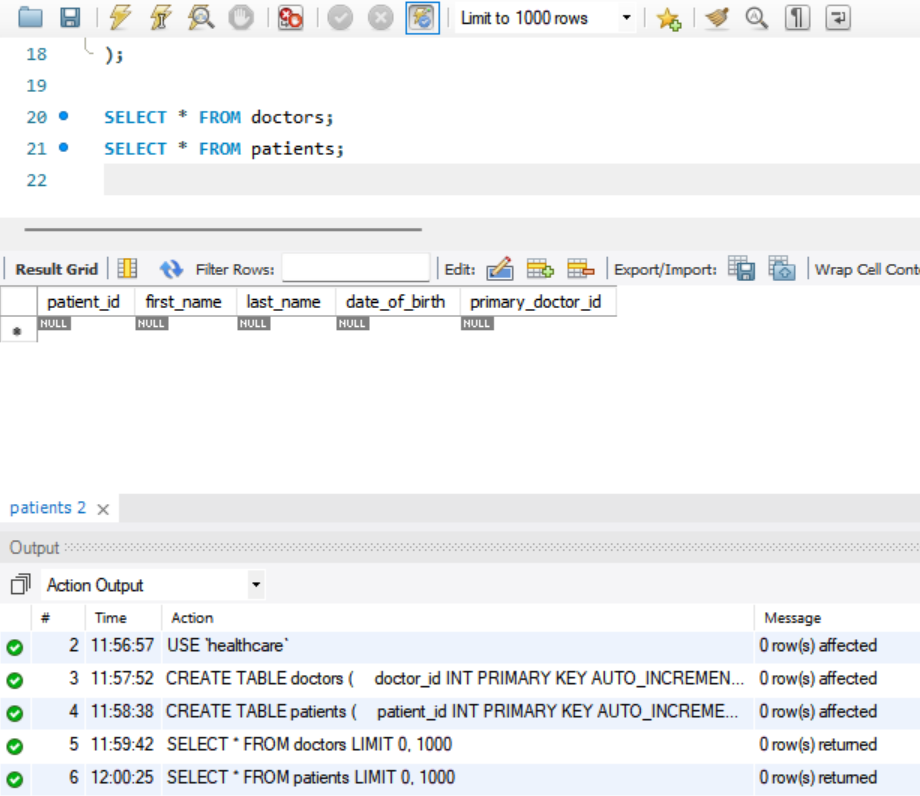 Limit to 1000 rows
18 );
19
20 SELECT * FROM doctors;
21 SELECT * FROM patients;
22
Result Grid Filter Rows: Edit: Export/Import: Wrap Cell Conte
patient_id first_name last_name date_of_birth primary_doctor_id
* NULL NULL NULL NULL NULL
patients 2
Output
Action Output
# Time Action Message
2 11:56:57 USE `healthcare` 0 row(s) affected
3 11:57:52 CREATE TABLE doctors ( doctor_id INT PRIMARY KEY AUTO_INCREMEN... 0 row(s) affected
4 11:58:38 CREATE TABLE patients ( patient_id INT PRIMARY KEY AUTO_INCREME... 0 row(s) affected
5 11:59:42 SELECT * FROM doctors LIMIT 0, 1000 0 row(s) returned
6 12:00:25 SELECT * FROM patients LIMIT 0, 1000 0 row(s) returned